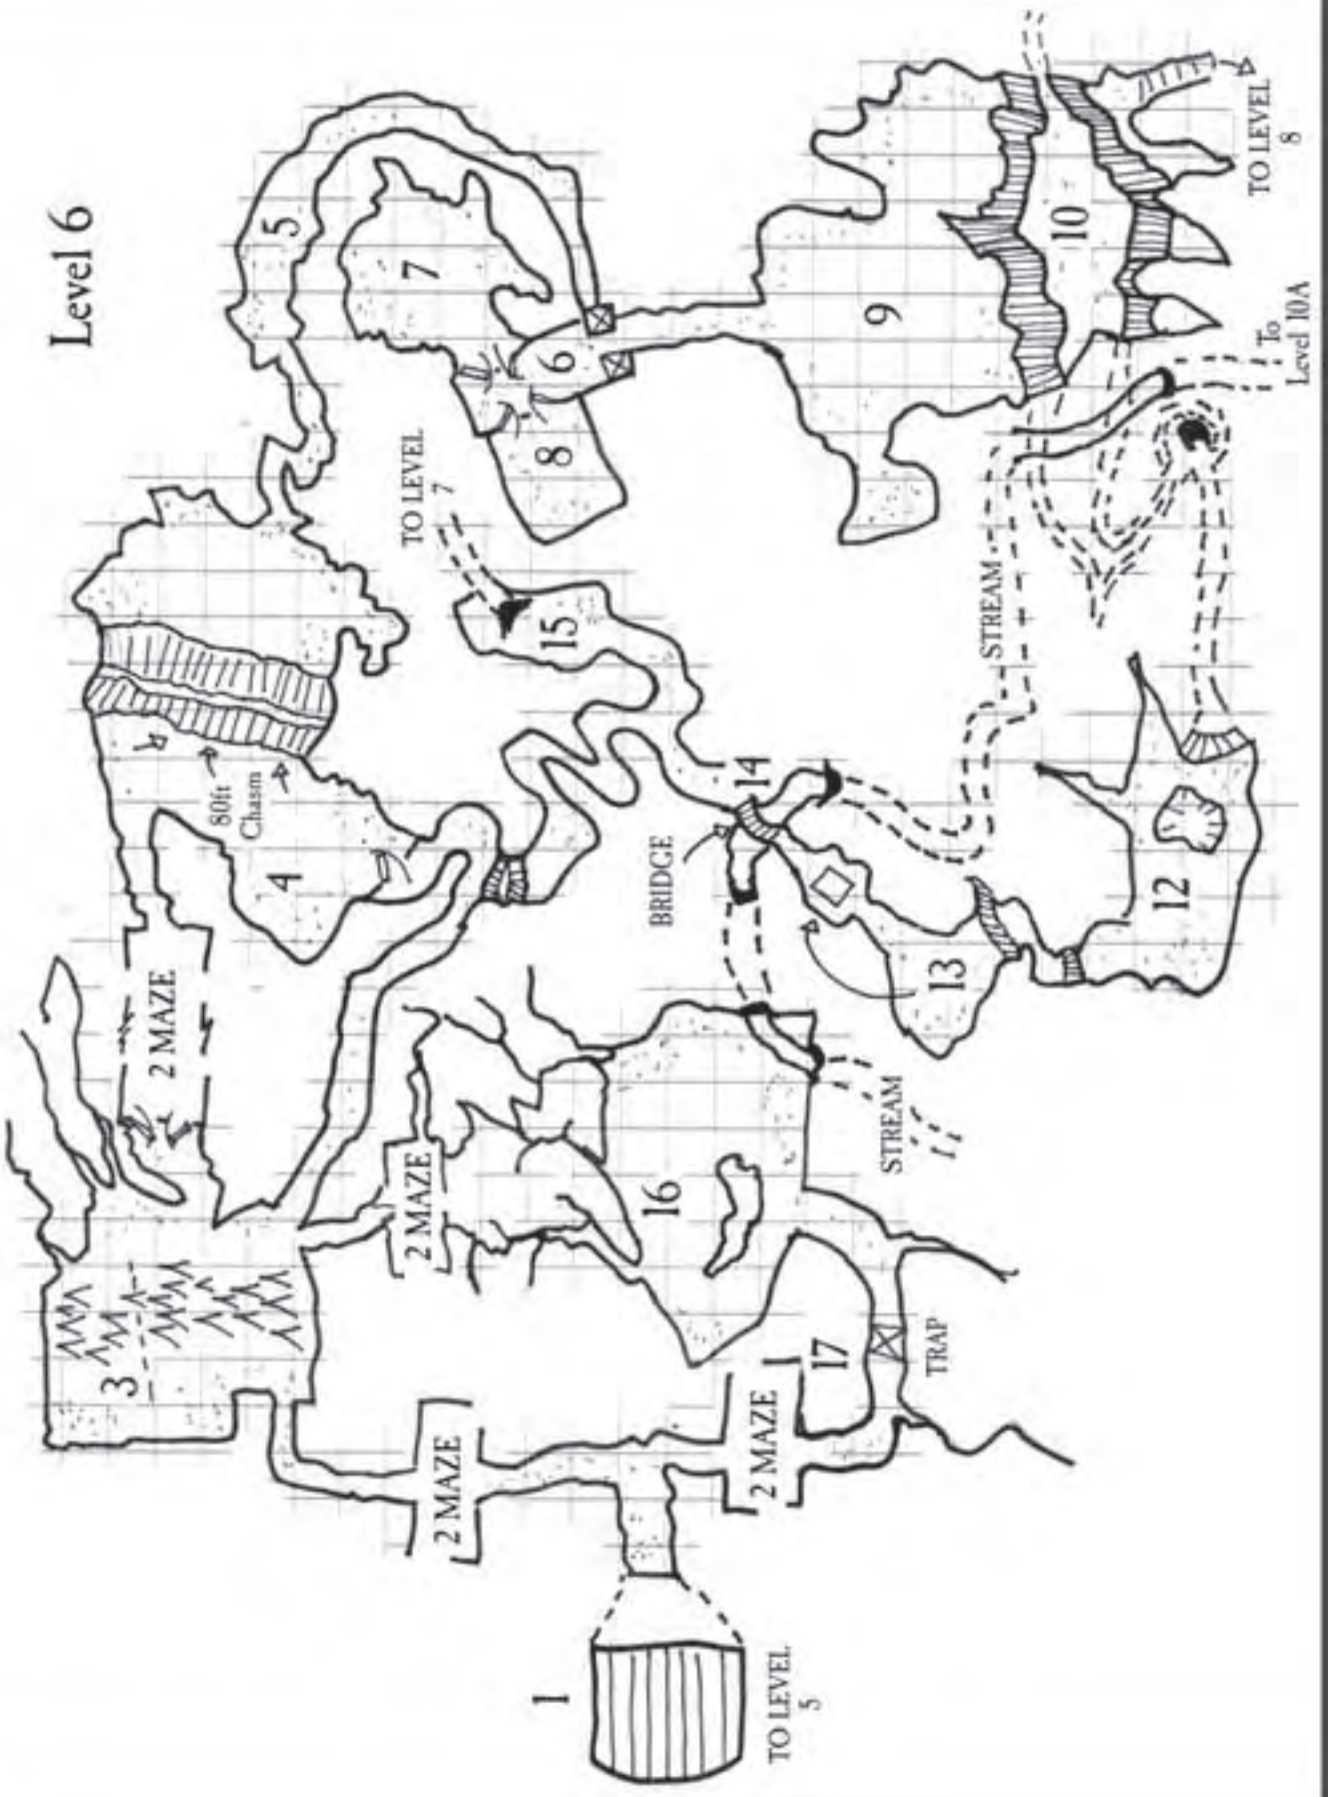 Level 6
5
7
6
8
9
10
TO LEVEL
8
To
Level 10A
TO LEVEL
7
15
STREAM
80ft
Chasm
4
14
BRIDGE
12
13
2 MAZE
2 MAZE
16
STREAM
3
17
TRAP
2 MAZE
2 MAZE
1
TO LEVEL
5